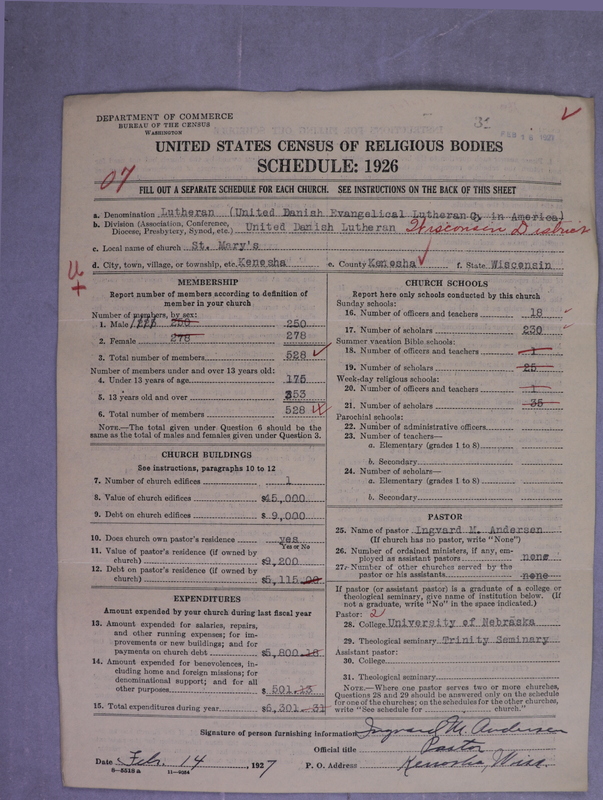 DEPARTMENT OF COMMERCE
BUREAU OF THE CENSUS
WASHINGTON
31
FEB 16 1927
UNITED STATES CENSUS OF RELIGIOUS BODIES
SCHEDULE: 1926
07
FILL OUT A SEPARATE SCHEDULE FOR EACH CHURCH. SEE INSTRUCTIONS ON THE BACK OF THIS SHEET
a. Denomination Lutheran (United Danish Evangelical Lutheran C. in America)
b. Division (Association, Conference, Diocese, Presbytery, Synod, etc.) United Danish Lutheran Wisconsin District
c. Local name of church St. Mary's
d. City, town, village, or township, etc. Kenosha e. County Kenosha f. State Wisconsin
MEMBERSHIP
Report number of members according to definition of
member in your church
Number of members, by sex:
1. Male 250 250
2. Female 278 278
3. Total number of members 528
Number of members under and over 13 years old:
4. Under 13 years of age 175
5. 13 years old and over 353
6. Total number of members 528
NOTE.—The total given under Question 6 should be the
same as the total of males and females given under Question 3.
CHURCH BUILDINGS
See instructions, paragraphs 10 to 12
7. Number of church edifices 1
8. Value of church edifices $45,000
9. Debt on church edifices $ 9,000
10. Does church own pastor's residence yes
Yes or No
11. Value of pastor's residence (if owned by
church) $9,200
12. Debt on pastor's residence (if owned by
church) $5,115.00
EXPENDITURES
Amount expended by your church during last fiscal year
13. Amount expended for salaries, repairs,
and other running expenses; for im-
provements or new buildings; and for
payments on church debt $5,800.18
14. Amount expended for benevolences, in-
cluding home and foreign missions; for
denominational support; and for all
other purposes $ 501.13
15. Total expenditures during year $6,301.31
CHURCH SCHOOLS
Report here only schools conducted by this church
Sunday schools:
16. Number of officers and teachers 18
17. Number of scholars 230
Summer vacation Bible schools:
18. Number of officers and teachers 1
19. Number of scholars 25
Week-day religious schools:
20. Number of officers and teachers 1
21. Number of scholars 35
Parochial schools:
22. Number of administrative officers
23. Number of teachers—
a. Elementary (grades 1 to 8)
b. Secondary
24. Number of scholars—
a. Elementary (grades 1 to 8)
b. Secondary
PASTOR
25. Name of pastor Ingvard M. Andersen
(If church has no pastor, write "None")
26. Number of ordained ministers, if any, em-
ployed as assistant pastors none
27. Number of other churches served by the
pastor or his assistants none
If pastor (or assistant pastor) is a graduate of a college or
theological seminary, give name of institution below. (If
not a graduate, write "No" in the space indicated.)
Pastor: 2
28. College University of Nebraska
29. Theological seminary Trinity Seminary
Assistant pastor:
30. College
31. Theological seminary
NOTE.—Where one pastor serves two or more churches,
Questions 28 and 29 should be answered only on the schedule
for one of the churches; on the schedules for the other churches,
write "See schedule for church."
Signature of person furnishing information Ingvard M. Andersen
Official title Pastor
Date Feb. 14, 1927 P. O. Address Kenosha, Wisc.
8-5518 a 11-9284